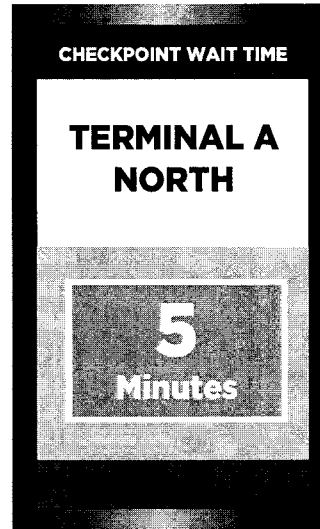 CHECKPOINT WAIT TIME
TERMINAL A
NORTH
5
Minutes